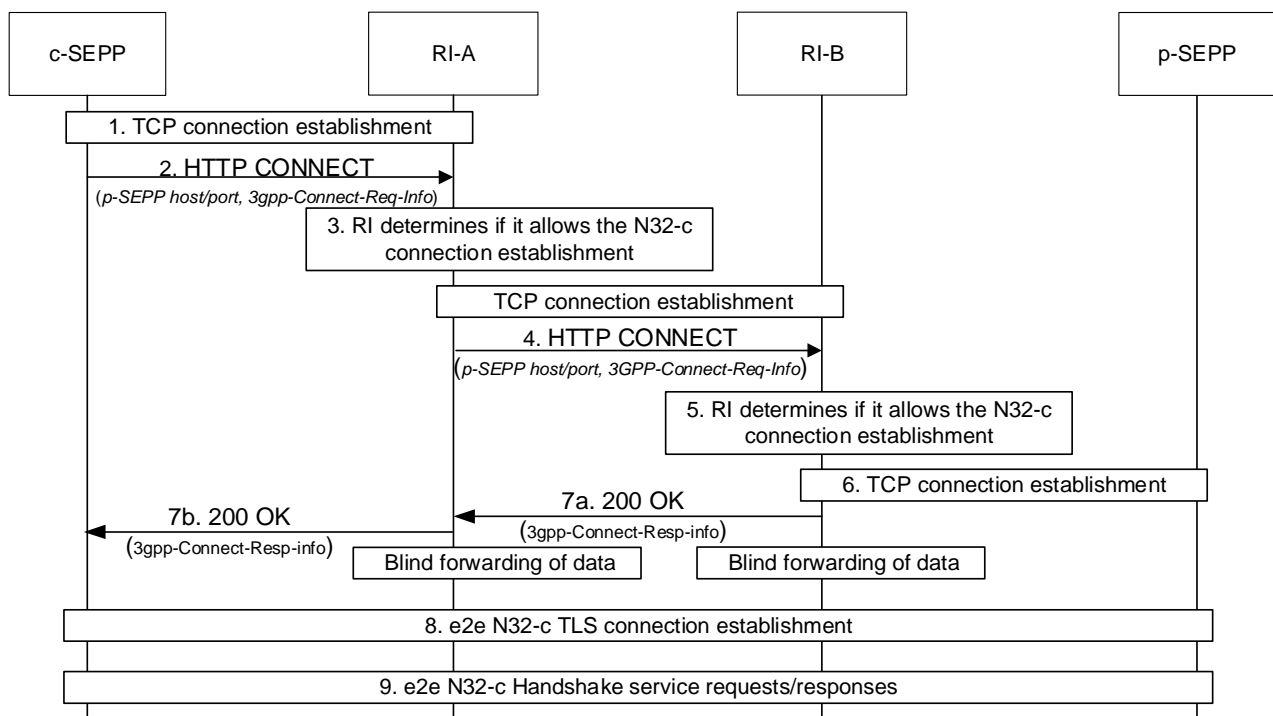 c-SEPP
RI-A
RI-B
p-SEPP
1. TCP connection establishment
2. HTTP CONNECT
(p-SEPP host/port, 3gpp-Connect-Req-Info)
3. RI determines if it allows the N32-c
connection establishment
TCP connection establishment
4. HTTP CONNECT
(p-SEPP host/port, 3GPP-Connect-Req-Info)
5. RI determines if it allows the N32-c
connection establishment
6. TCP connection establishment
7a. 200 OK
(3gpp-Connect-Resp-info)
7b. 200 OK
(3gpp-Connect-Resp-info)
Blind forwarding of data
Blind forwarding of data
8. e2e N32-c TLS connection establishment
9. e2e N32-c Handshake service requests/responses